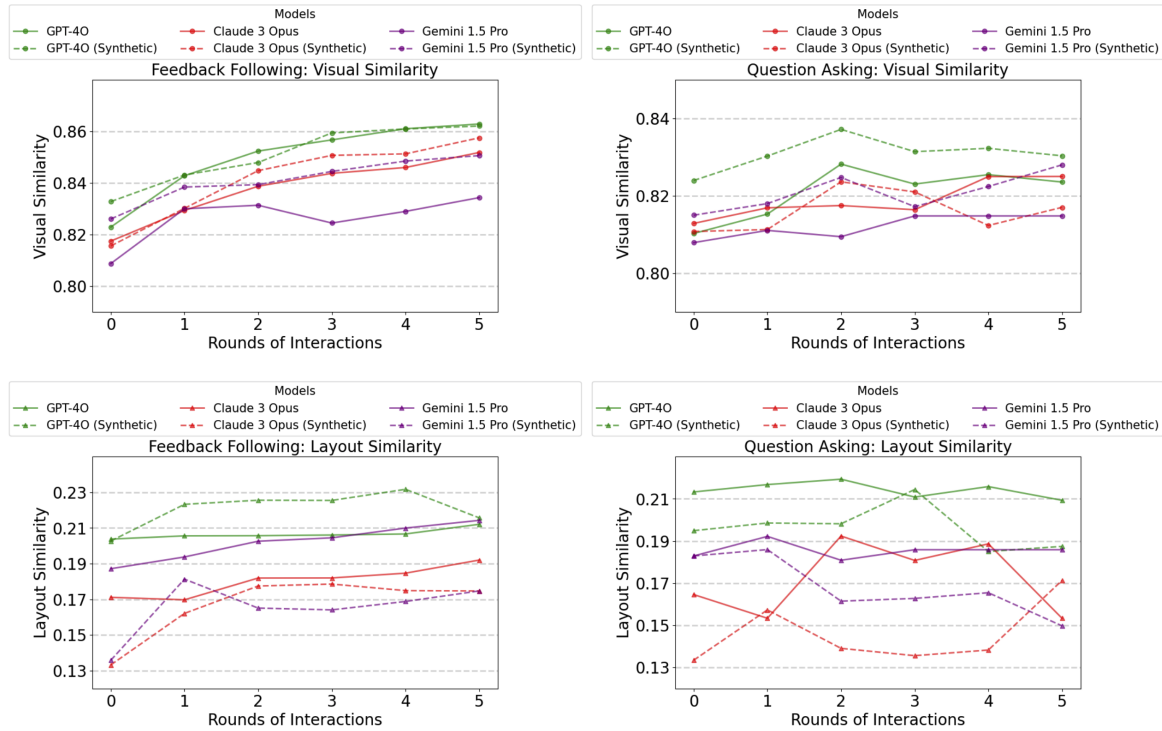 Models
GPT-4O Claude 3 Opus Gemini 1.5 Pro
GPT-4O (Synthetic) Claude 3 Opus (Synthetic) Gemini 1.5 Pro (Synthetic)
Feedback Following: Visual Similarity
Visual Similarity
0.86
0.84
0.82
0.80
0 1 2 3 4 5
Rounds of Interactions
Models
GPT-4O Claude 3 Opus Gemini 1.5 Pro
GPT-4O (Synthetic) Claude 3 Opus (Synthetic) Gemini 1.5 Pro (Synthetic)
Question Asking: Visual Similarity
Visual Similarity
0.84
0.82
0.80
0 1 2 3 4 5
Rounds of Interactions
Models
GPT-4O Claude 3 Opus Gemini 1.5 Pro
GPT-4O (Synthetic) Claude 3 Opus (Synthetic) Gemini 1.5 Pro (Synthetic)
Feedback Following: Layout Similarity
Layout Similarity
0.23
0.21
0.19
0.17
0.15
0.13
0 1 2 3 4 5
Rounds of Interactions
Models
GPT-4O Claude 3 Opus Gemini 1.5 Pro
GPT-4O (Synthetic) Claude 3 Opus (Synthetic) Gemini 1.5 Pro (Synthetic)
Question Asking: Layout Similarity
Layout Similarity
0.21
0.19
0.17
0.15
0.13
0 1 2 3 4 5
Rounds of Interactions